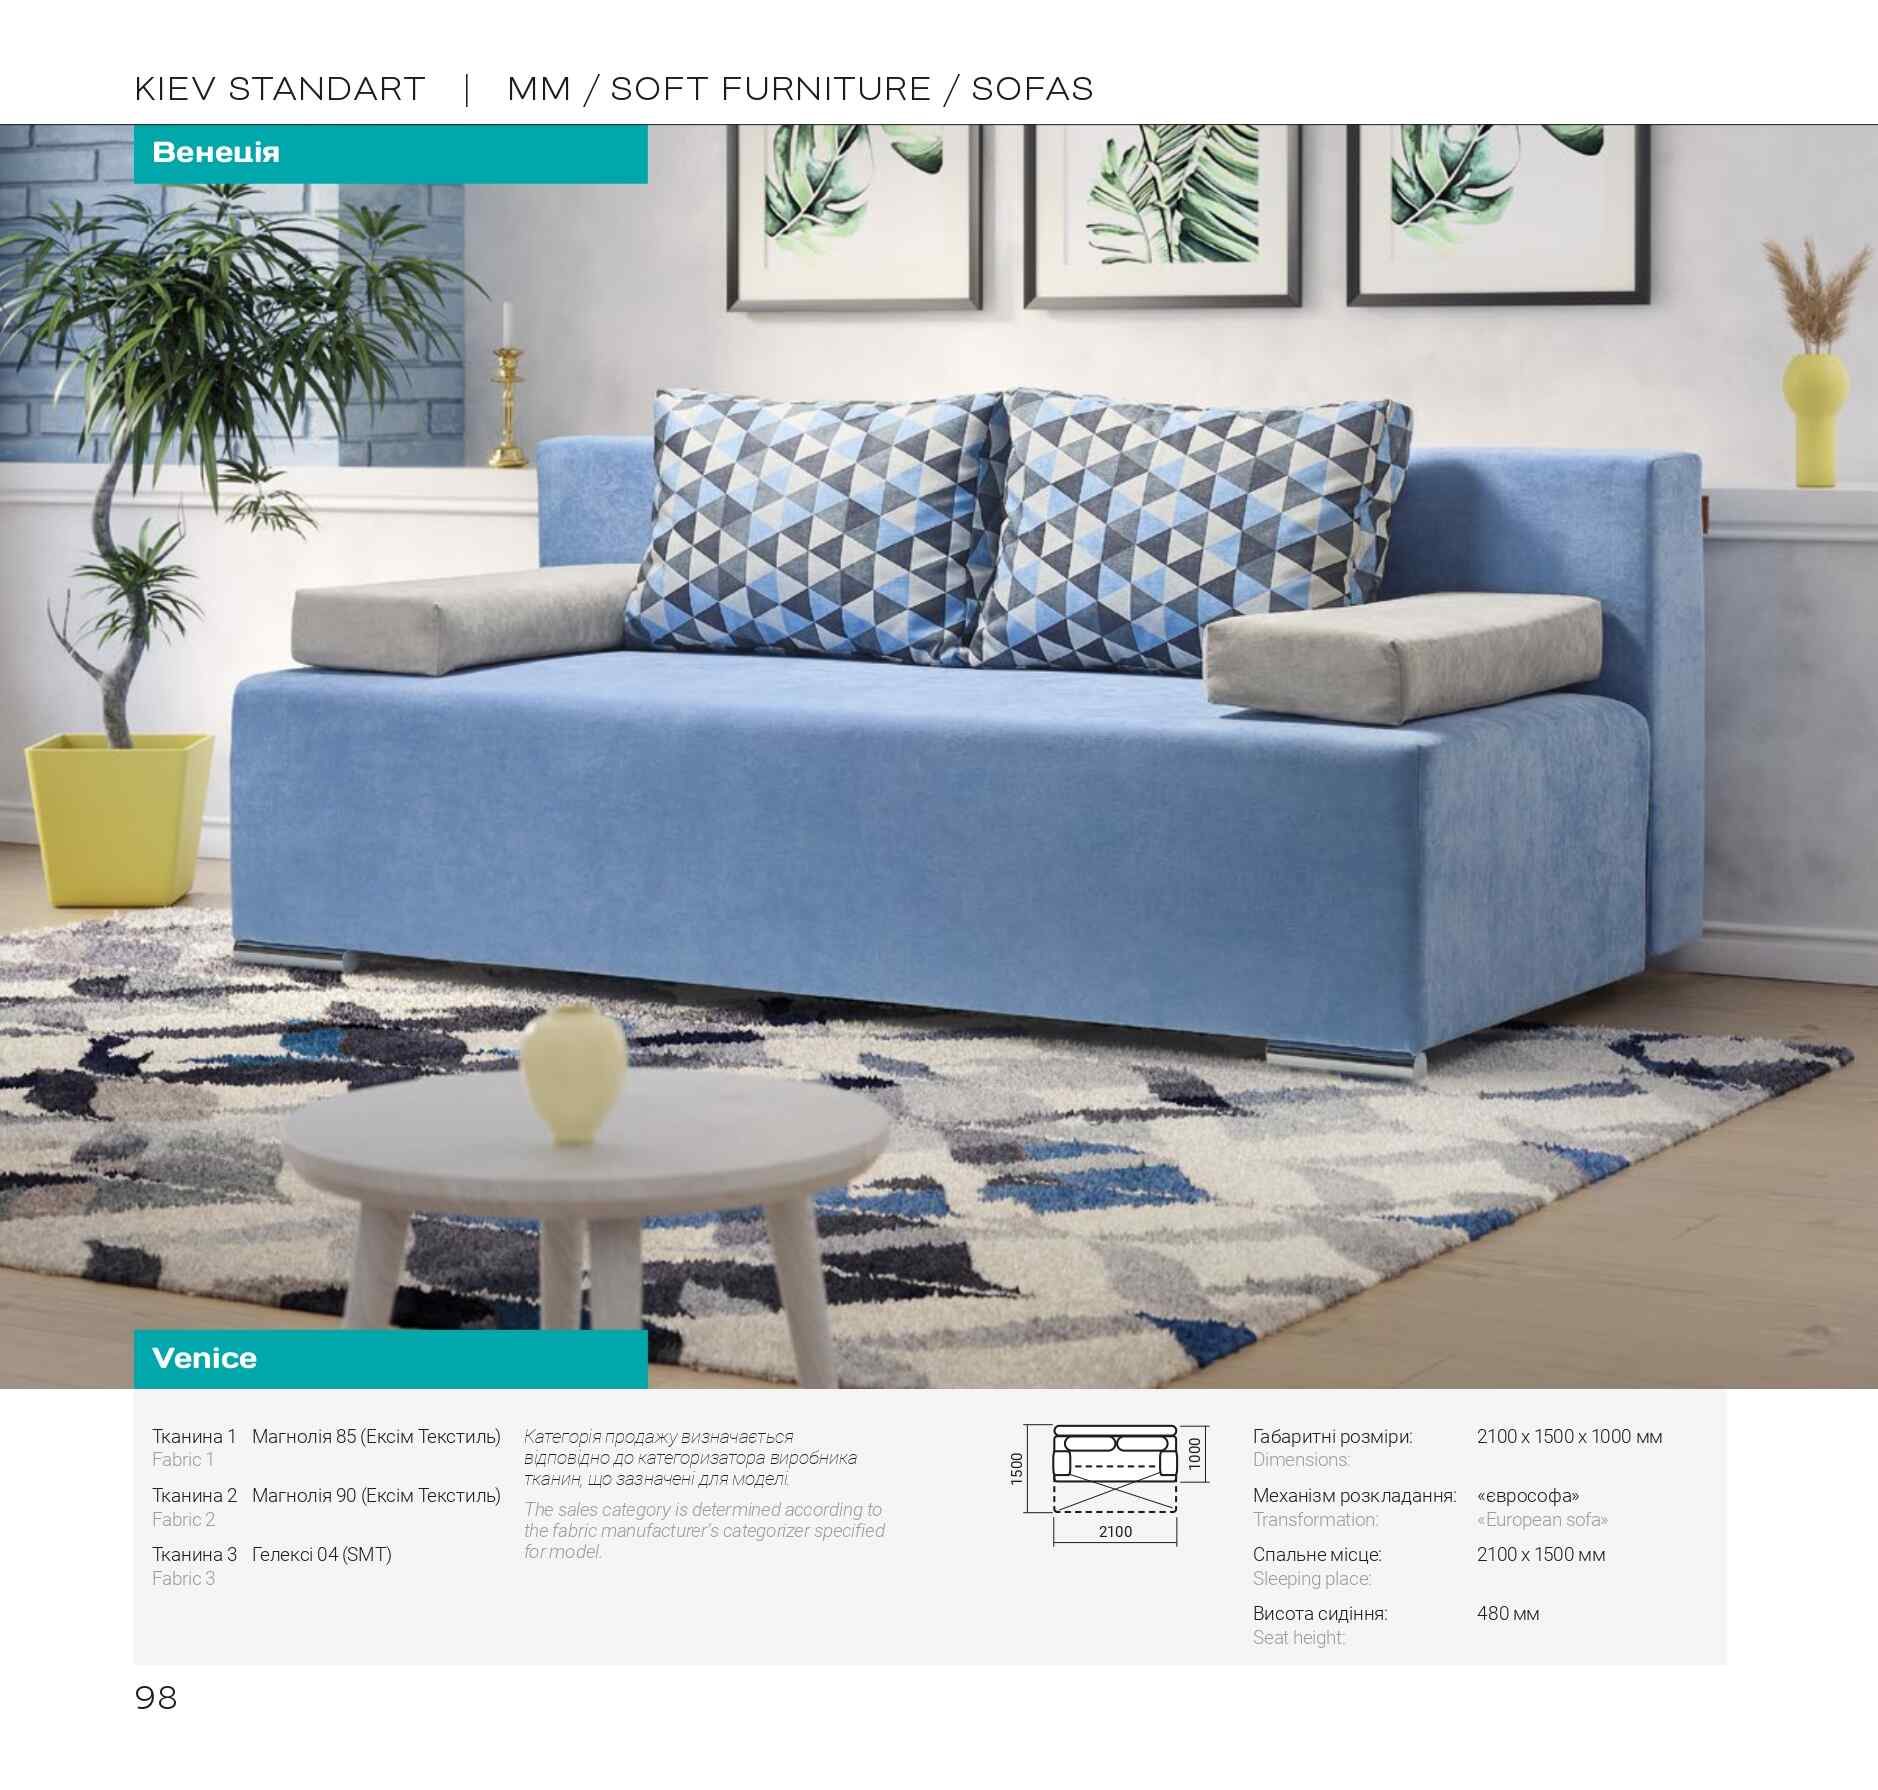 KIEV STANDART | MM / SOFT FURNITURE / SOFAS
Венеція
Venice
Тканина 1 Магнолія 85 (Ексім Текстиль)
Fabric 1
Тканина 2 Магнолія 90 (Ексім Текстиль)
Fabric 2
Тканина 3 Гелексі 04 (SMT)
Fabric 3
Категорія продажу визначається
відповідно до категоризатора виробника
тканин, що зазначені для моделі.
The sales category is determined according to
the fabric manufacturer's categorizer specified
for model.
1500
1000
2100
Габаритні розміри: 2100 х 1500 х 1000 мм
Dimensions:
Механізм розкладання: «єврософа»
Transformation: «European sofa»
Спальне місце: 2100 х 1500 мм
Sleeping place:
Висота сидіння: 480 мм
Seat height:
98